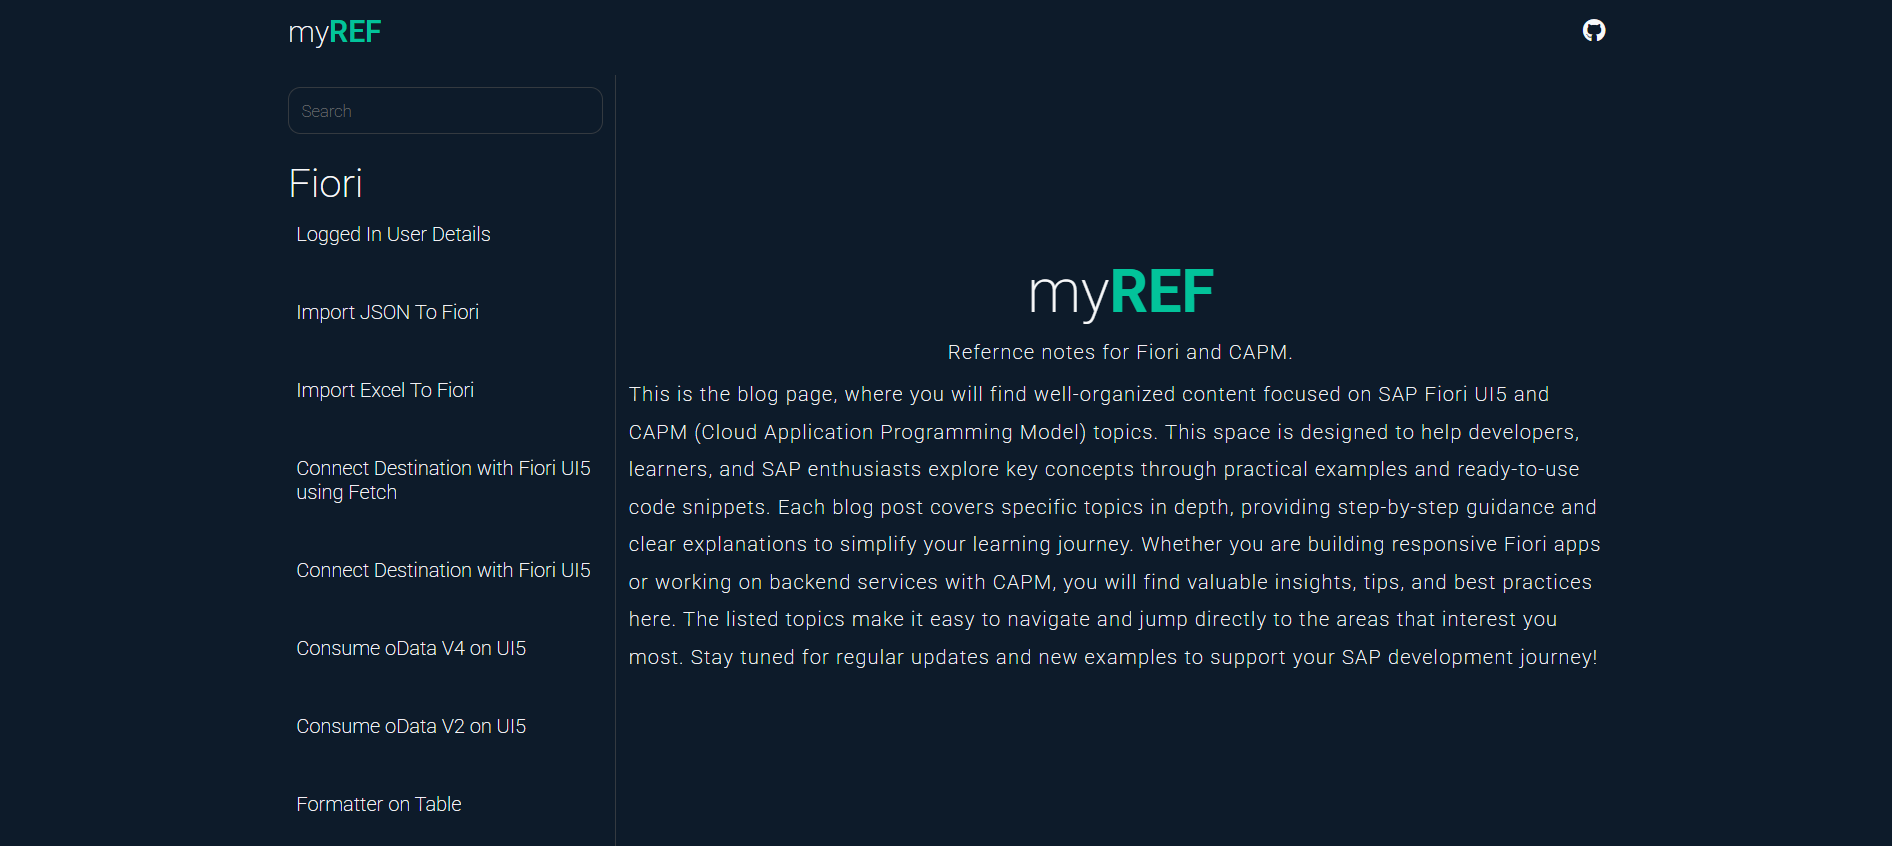 myREF
Search
Fiori
Logged In User Details
Import JSON To Fiori
Import Excel To Fiori
Connect Destination with Fiori UI5
using Fetch
Connect Destination with Fiori UI5
Consume oData V4 on UI5
Consume oData V2 on UI5
Formatter on Table
myREF
Refernce notes for Fiori and CAPM.
This is the blog page, where you will find well-organized content focused on SAP Fiori UI5 and
CAPM (Cloud Application Programming Model) topics. This space is designed to help developers,
learners, and SAP enthusiasts explore key concepts through practical examples and ready-to-use
code snippets. Each blog post covers specific topics in depth, providing step-by-step guidance and
clear explanations to simplify your learning journey. Whether you are building responsive Fiori apps
or working on backend services with CAPM, you will find valuable insights, tips, and best practices
here. The listed topics make it easy to navigate and jump directly to the areas that interest you
most. Stay tuned for regular updates and new examples to support your SAP development journey!